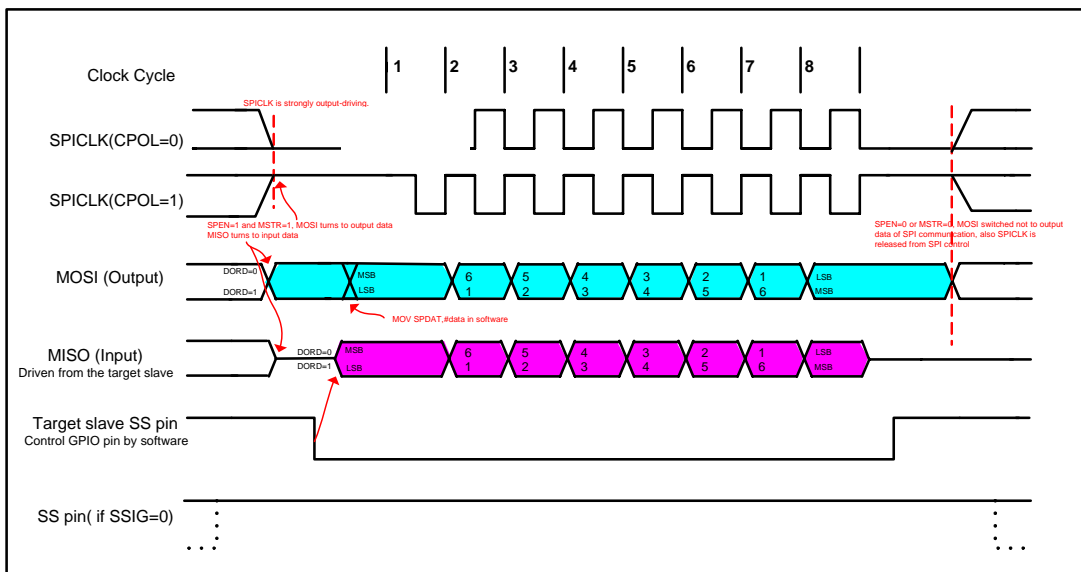 Clock Cycle
1 2 3 4 5 6 7 8
SPICLK is strongly output-driving.
SPICLK(CPOL=0)
SPICLK(CPOL=1)
SPEN=1 and MSTR=1, MOSI turns to output data
MISO turns to input data
SPEN=0 or MSTR=0, MOSI switched not to output
data of SPI communication, also SPICLK is
released from SPI control
MOSI (Output)
DORD=0 MSB 6 5 4 3 2 1 LSB
DORD=1 LSB 1 2 3 4 5 6 MSB
MOV SPDAT,#data in software
MISO (Input)
Driven from the target slave
DORD=0 MSB 6 5 4 3 2 1 LSB
DORD=1 LSB 1 2 3 4 5 6 MSB
Target slave SS pin
Control GPIO pin by software
SS pin( if SSIG=0)